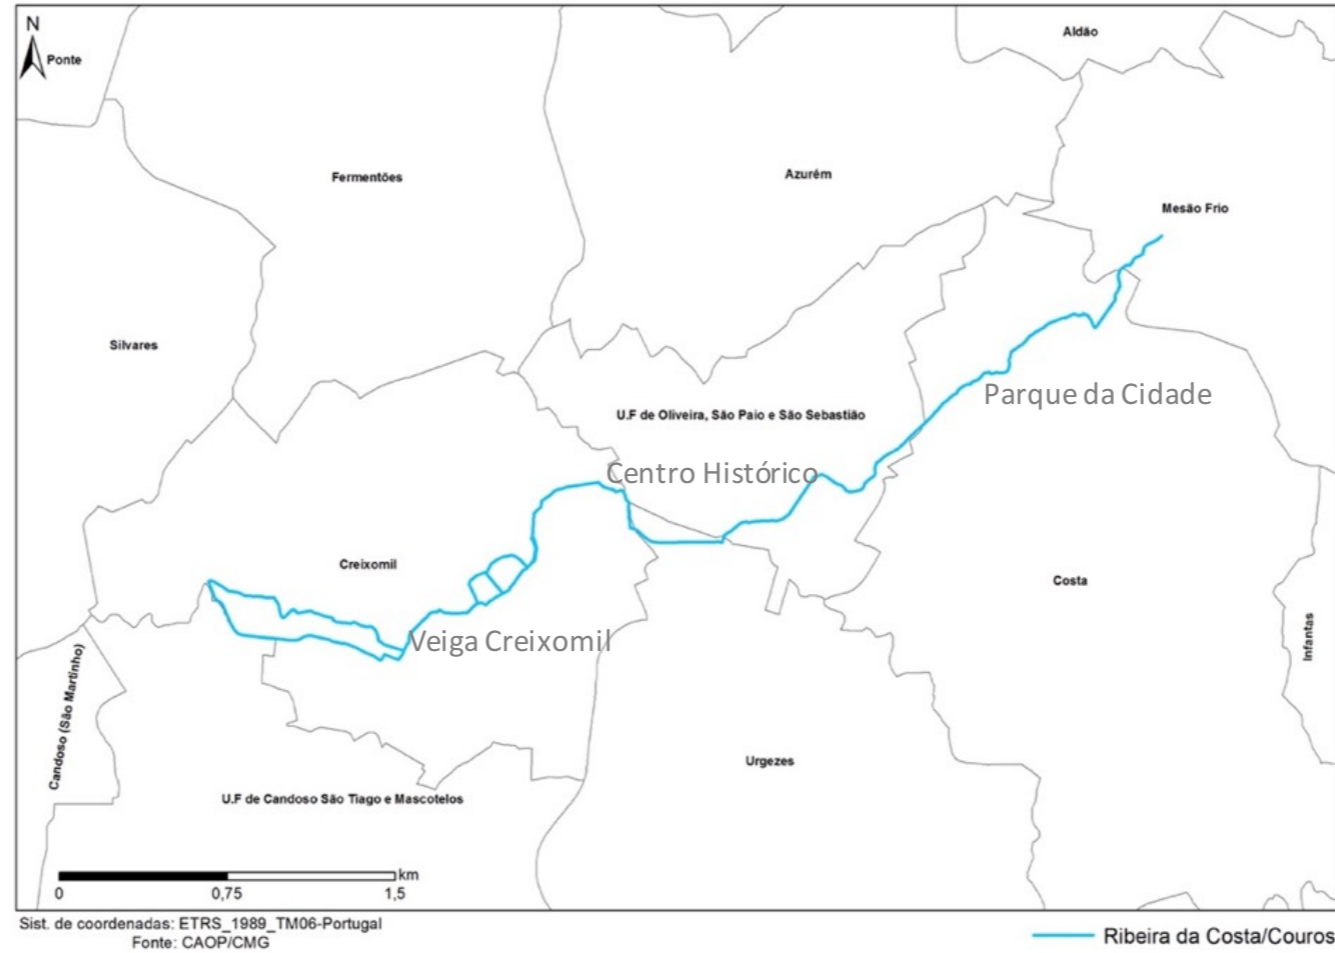 N
Ponte
Aldão
Fermentões
Azurém
Mesão Frio
Silvares
Parque da Cidade
U.F de Oliveira, São Paio e São Sebastião
Centro Histórico
Creixomil
Costa
Veiga Creixomil
Infantas
Candoso (São Martinho)
Urgezes
U.F de Candoso São Tiago e Mascotelos
km
0 0,75 1,5
Sist. de coordenadas: ETRS_1989_TM06-Portugal
Fonte: CAOP/CMG
Ribeira da Costa/Couros